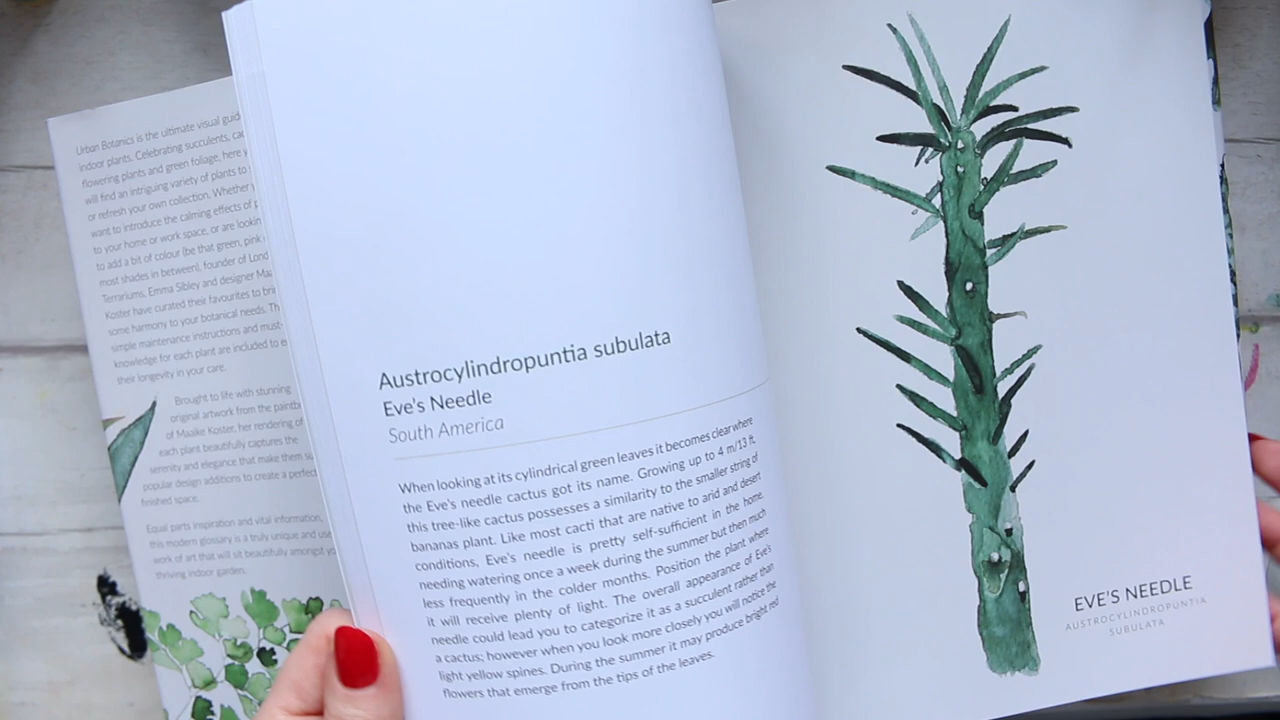 Urban Botanics is the ultimate visual guid
indoor plants. Celebrating succulents, cac
flowering plants and green foliage, here y
will find an intriguing variety of plants to
or refresh your own collection. Whether
want to introduce the calming effects of
to your home or work space, or are lookin
to add a bit of colour (be that green, pink
most shades in between), founder of Lond
Terrariums, Emma Sibley and designer Maa
Koster have curated their favourites to brin
some harmony to your botanical needs. Th
simple maintenance instructions and must-
knowledge for each plant are included to e
their longevity in your care.
Brought to life with stunning
original artwork from the paintb
of Maaike Koster, her rendering of
each plant beautifully captures the
serenity and elegance that make them su
popular design additions to create a perfect
finished space.
Equal parts inspiration and vital information,
this modern glossary is a truly unique and use
work of art that will sit beautifully amongst yo
thriving indoor garden.
Austrocylindropuntia subulata
Eve's Needle
South America
When looking at its cylindrical green leaves it becomes clear where
the Eve's needle cactus got its name. Growing up to 4 m/13 ft,
this tree-like cactus possesses a similarity to the smaller string of
bananas plant. Like most cacti that are native to arid and desert
conditions, Eve's needle is pretty self-sufficient in the home,
needing watering once a week during the summer but then much
less frequently in the colder months. Position the plant where
it will receive plenty of light. The overall appearance of Eve's
needle could lead you to categorize it as a succulent rather than
a cactus; however when you look more closely you will notice the
light yellow spines. During the summer it may produce bright red
flowers that emerge from the tips of the leaves.
EVE'S NEEDLE
AUSTROCYLINDROPUNTIA
SUBULATA